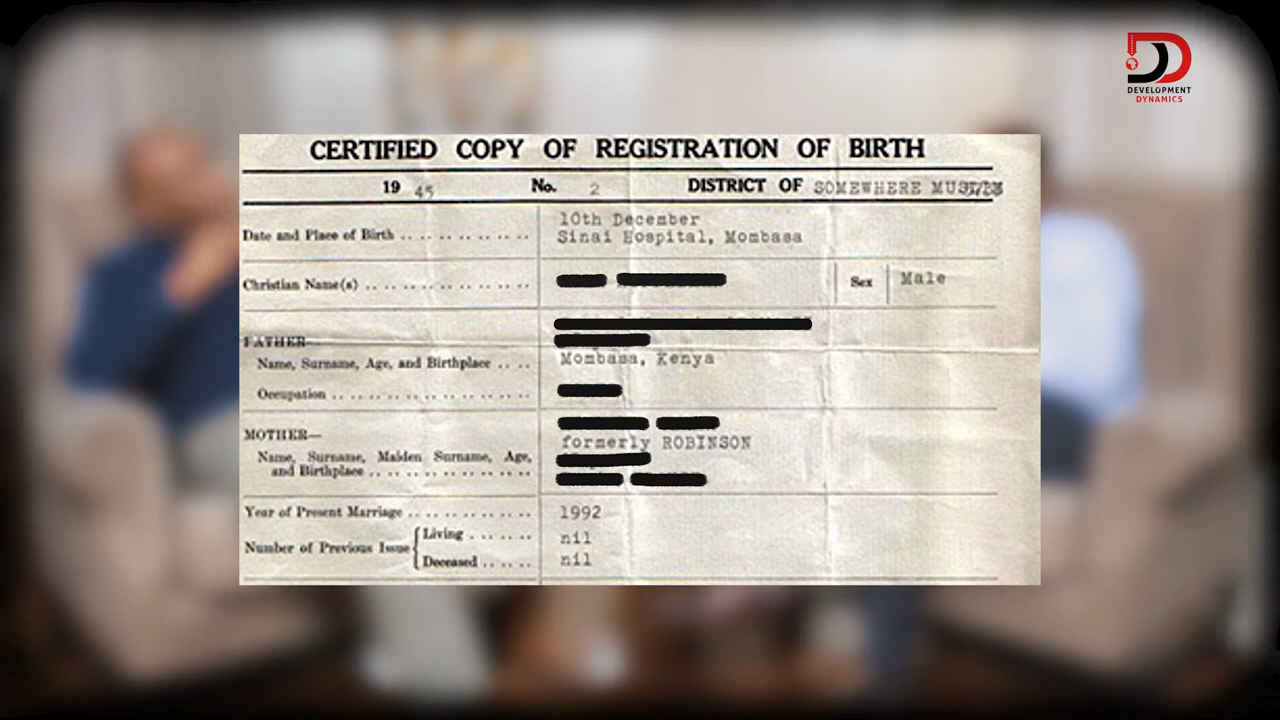 DEVELOPMENT
DYNAMICS
CERTIFIED COPY OF REGISTRATION OF BIRTH
19 45 No. 2 DISTRICT OF SOMEWHERE
10th December
Date and Place of Birth .. .. .. .. .. .. .. Sinai Hospital, Mombasa
Christian Name(s) .. .. .. .. .. .. .. .. .. Sex Male
FATHER—
Name, Surname, Age, and Birthplace .. .. Mombasa, Kenya
Occupation .. .. .. .. .. .. .. .. .. ..
MOTHER—
formerly ROBINSON
Name, Surname, Maiden Surname, Age,
and Birthplace .. .. .. .. .. .. .. ..
Year of Present Marriage .. .. .. .. .. .. 1992
Number of Previous Issue { Living .. .. .. .. nil
Deceased .. .. .. nil